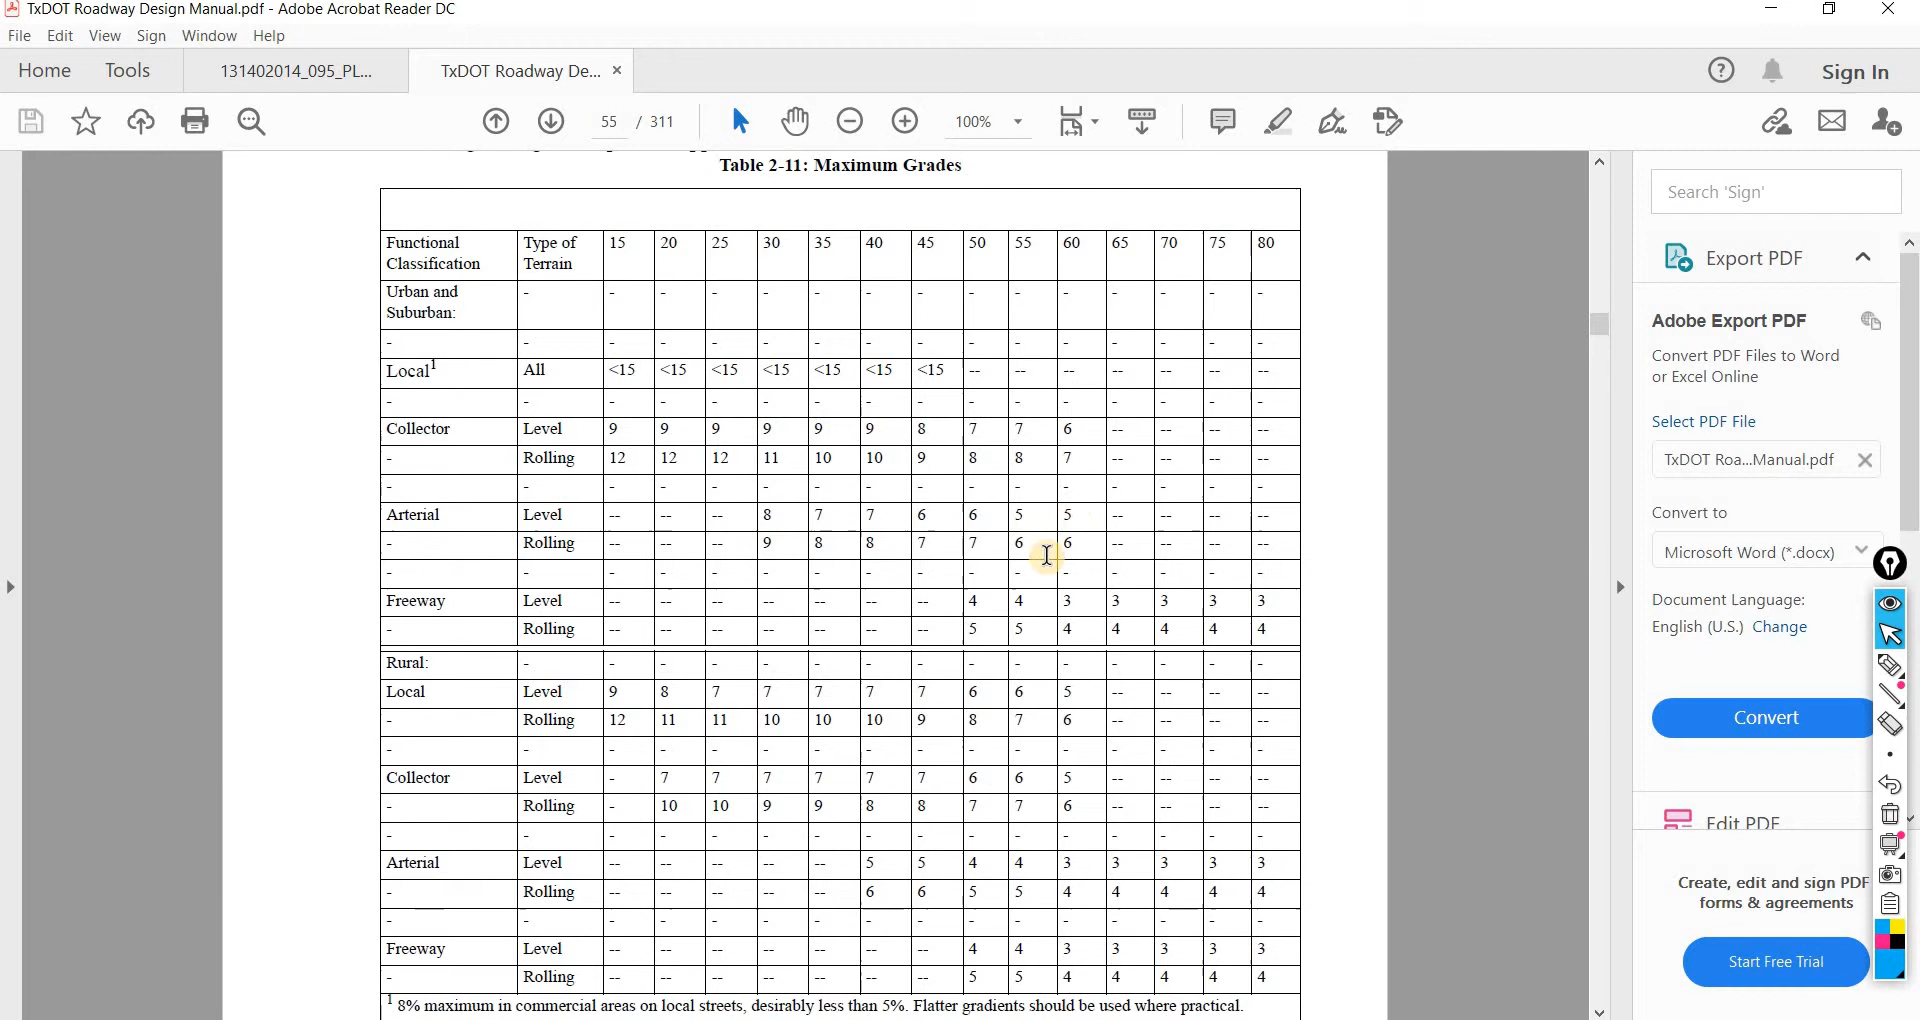 TxDOT Roadway Design Manual.pdf - Adobe Acrobat Reader DC
File Edit View Sign Window Help
Home Tools 131402014_095_PL... TxDOT Roadway De... × Sign In
55 / 311 100%
Table 2-11: Maximum Grades
Functional Classification Type of Terrain 15 20 25 30 35 40 45 50 55 60 65 70 75 80
Urban and Suburban: - - - - - - - - - - - - - - -
- - - - - - - - - - - - - - - -
Local1 All <15 <15 <15 <15 <15 <15 <15 -- -- -- -- -- -- --
- - - - - - - - - - - - - - - -
Collector Level 9 9 9 9 9 9 8 7 7 6 -- -- -- --
- Rolling 12 12 12 11 10 10 9 8 8 7 -- -- -- --
- - - - - - - - - - - - - - - -
Arterial Level -- -- -- 8 7 7 6 6 5 5 -- -- -- --
- Rolling -- -- -- 9 8 8 7 7 6 6 -- -- -- --
- - - - - - - - - - - - - - - -
Freeway Level -- -- -- -- -- -- -- 4 4 3 3 3 3 3
- Rolling -- -- -- -- -- -- -- 5 5 4 4 4 4 4
Rural: - - - - - - - - - - - - - - -
Local Level 9 8 7 7 7 7 7 6 6 5 -- -- -- --
- Rolling 12 11 11 10 10 10 9 8 7 6 -- -- -- --
- - - - - - - - - - - - - - - -
Collector Level - 7 7 7 7 7 7 6 6 5 -- -- -- --
- Rolling - 10 10 9 9 8 8 7 7 6 -- -- -- --
- - - - - - - - - - - - - - - -
Arterial Level -- -- -- -- -- 5 5 4 4 3 3 3 3 3
- Rolling -- -- -- -- -- 6 6 5 5 4 4 4 4 4
- - - - - - - - - - - - - - - -
Freeway Level -- -- -- -- -- -- -- 4 4 3 3 3 3 3
- Rolling -- -- -- -- -- -- -- 5 5 4 4 4 4 4
1 8% maximum in commercial areas on local streets, desirably less than 5%. Flatter gradients should be used where practical.
Search 'Sign'
Export PDF
Adobe Export PDF
Convert PDF Files to Word
or Excel Online
Select PDF File
TxDOT Roa...Manual.pdf
Convert to
Microsoft Word (*.docx)
Document Language:
English (U.S.) Change
Convert
Edit PDF
Create, edit and sign PDF
forms & agreements
Start Free Trial